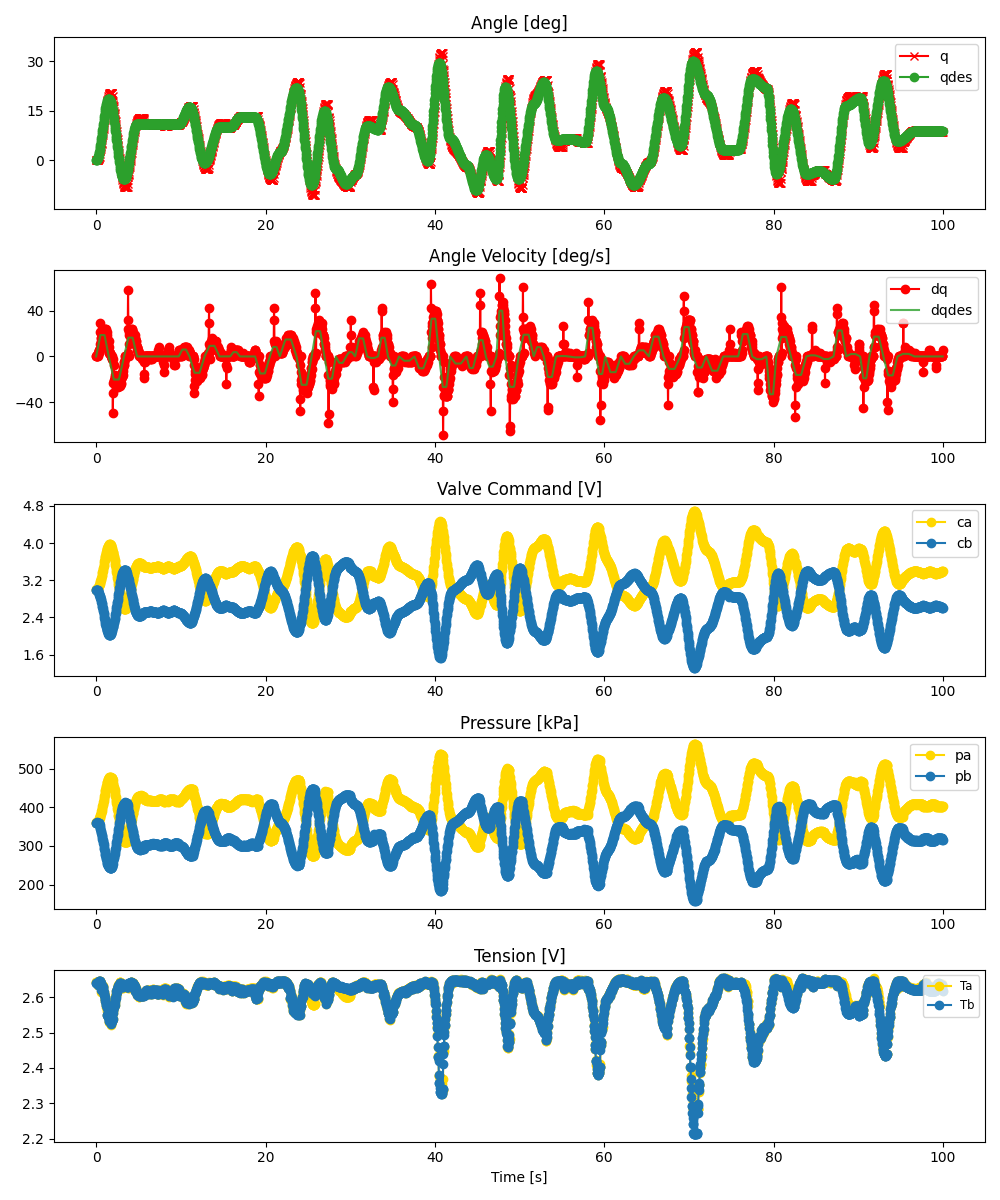 Angle [deg]
30
15
0
q
qdes
0 20 40 60 80 100
Angle Velocity [deg/s]
40
0
−40
dq
dqdes
0 20 40 60 80 100
Valve Command [V]
4.8
4.0
3.2
2.4
1.6
ca
cb
0 20 40 60 80 100
Pressure [kPa]
500
400
300
200
pa
pb
0 20 40 60 80 100
Tension [V]
2.6
2.5
2.4
2.3
2.2
Ta
Tb
0 20 40 60 80 100
Time [s]